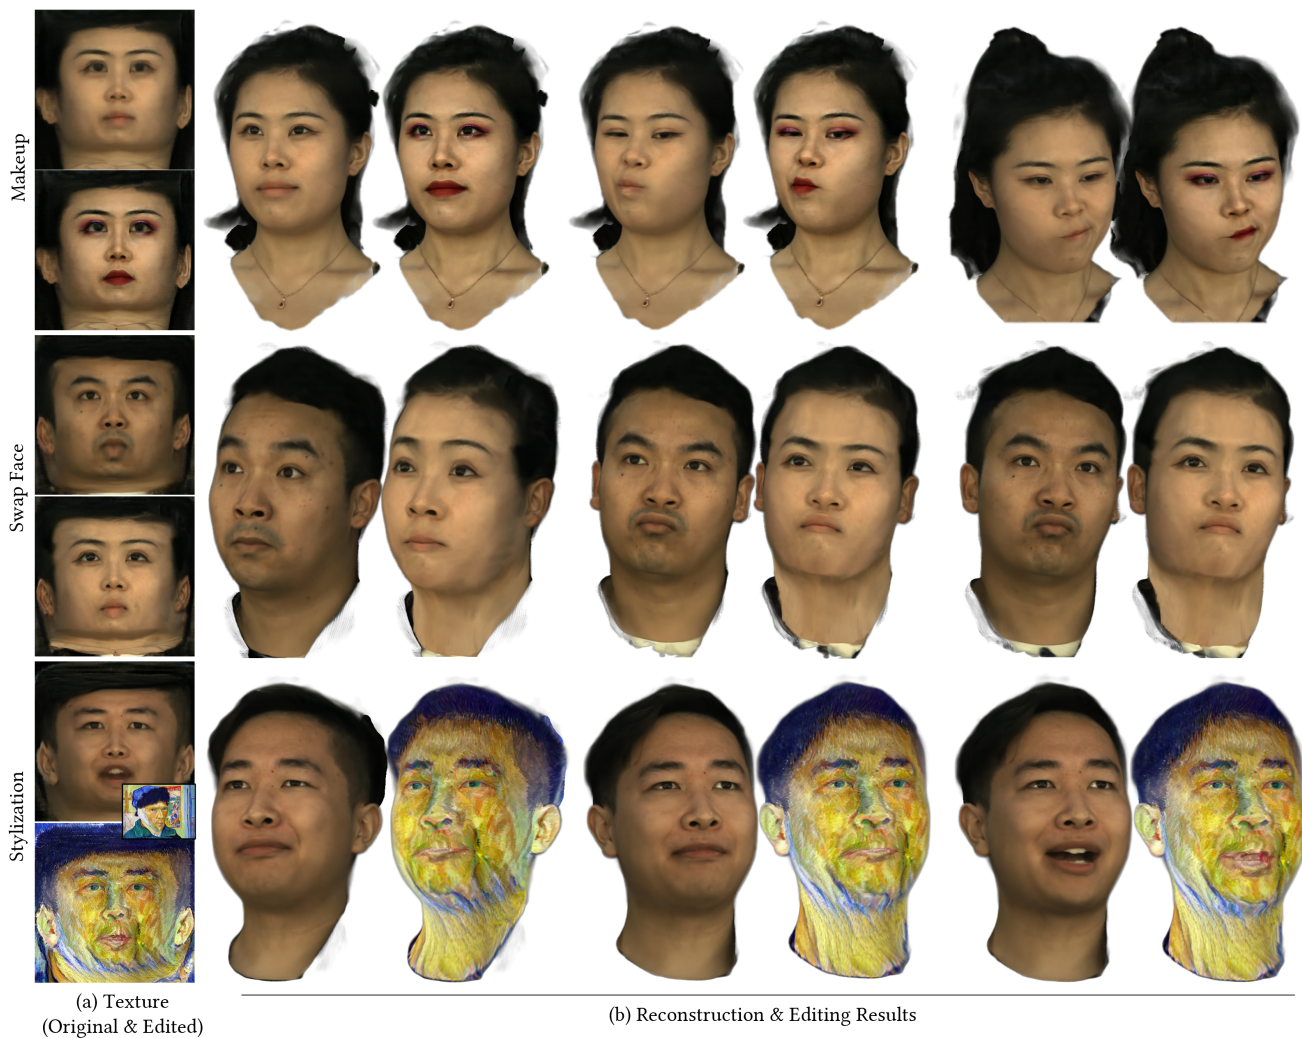 Makeup
Swap Face
Stylization
(a) Texture
(Original & Edited)
(b) Reconstruction & Editing Results